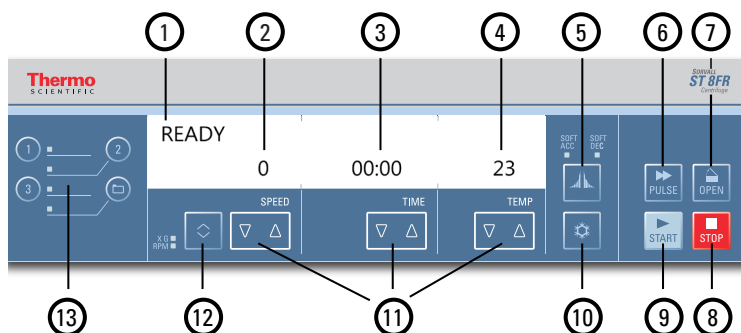 1 2 3 4 5 6 7
Thermo
SCIENTIFIC
SORVALL
ST 8FR
Centrifuge
READY
0 00:00 23
SOFT ACC SOFT DEC
1 2
3
PULSE OPEN
SPEED TIME TEMP
X G
RPM
START STOP
13 12 11 10 9 8